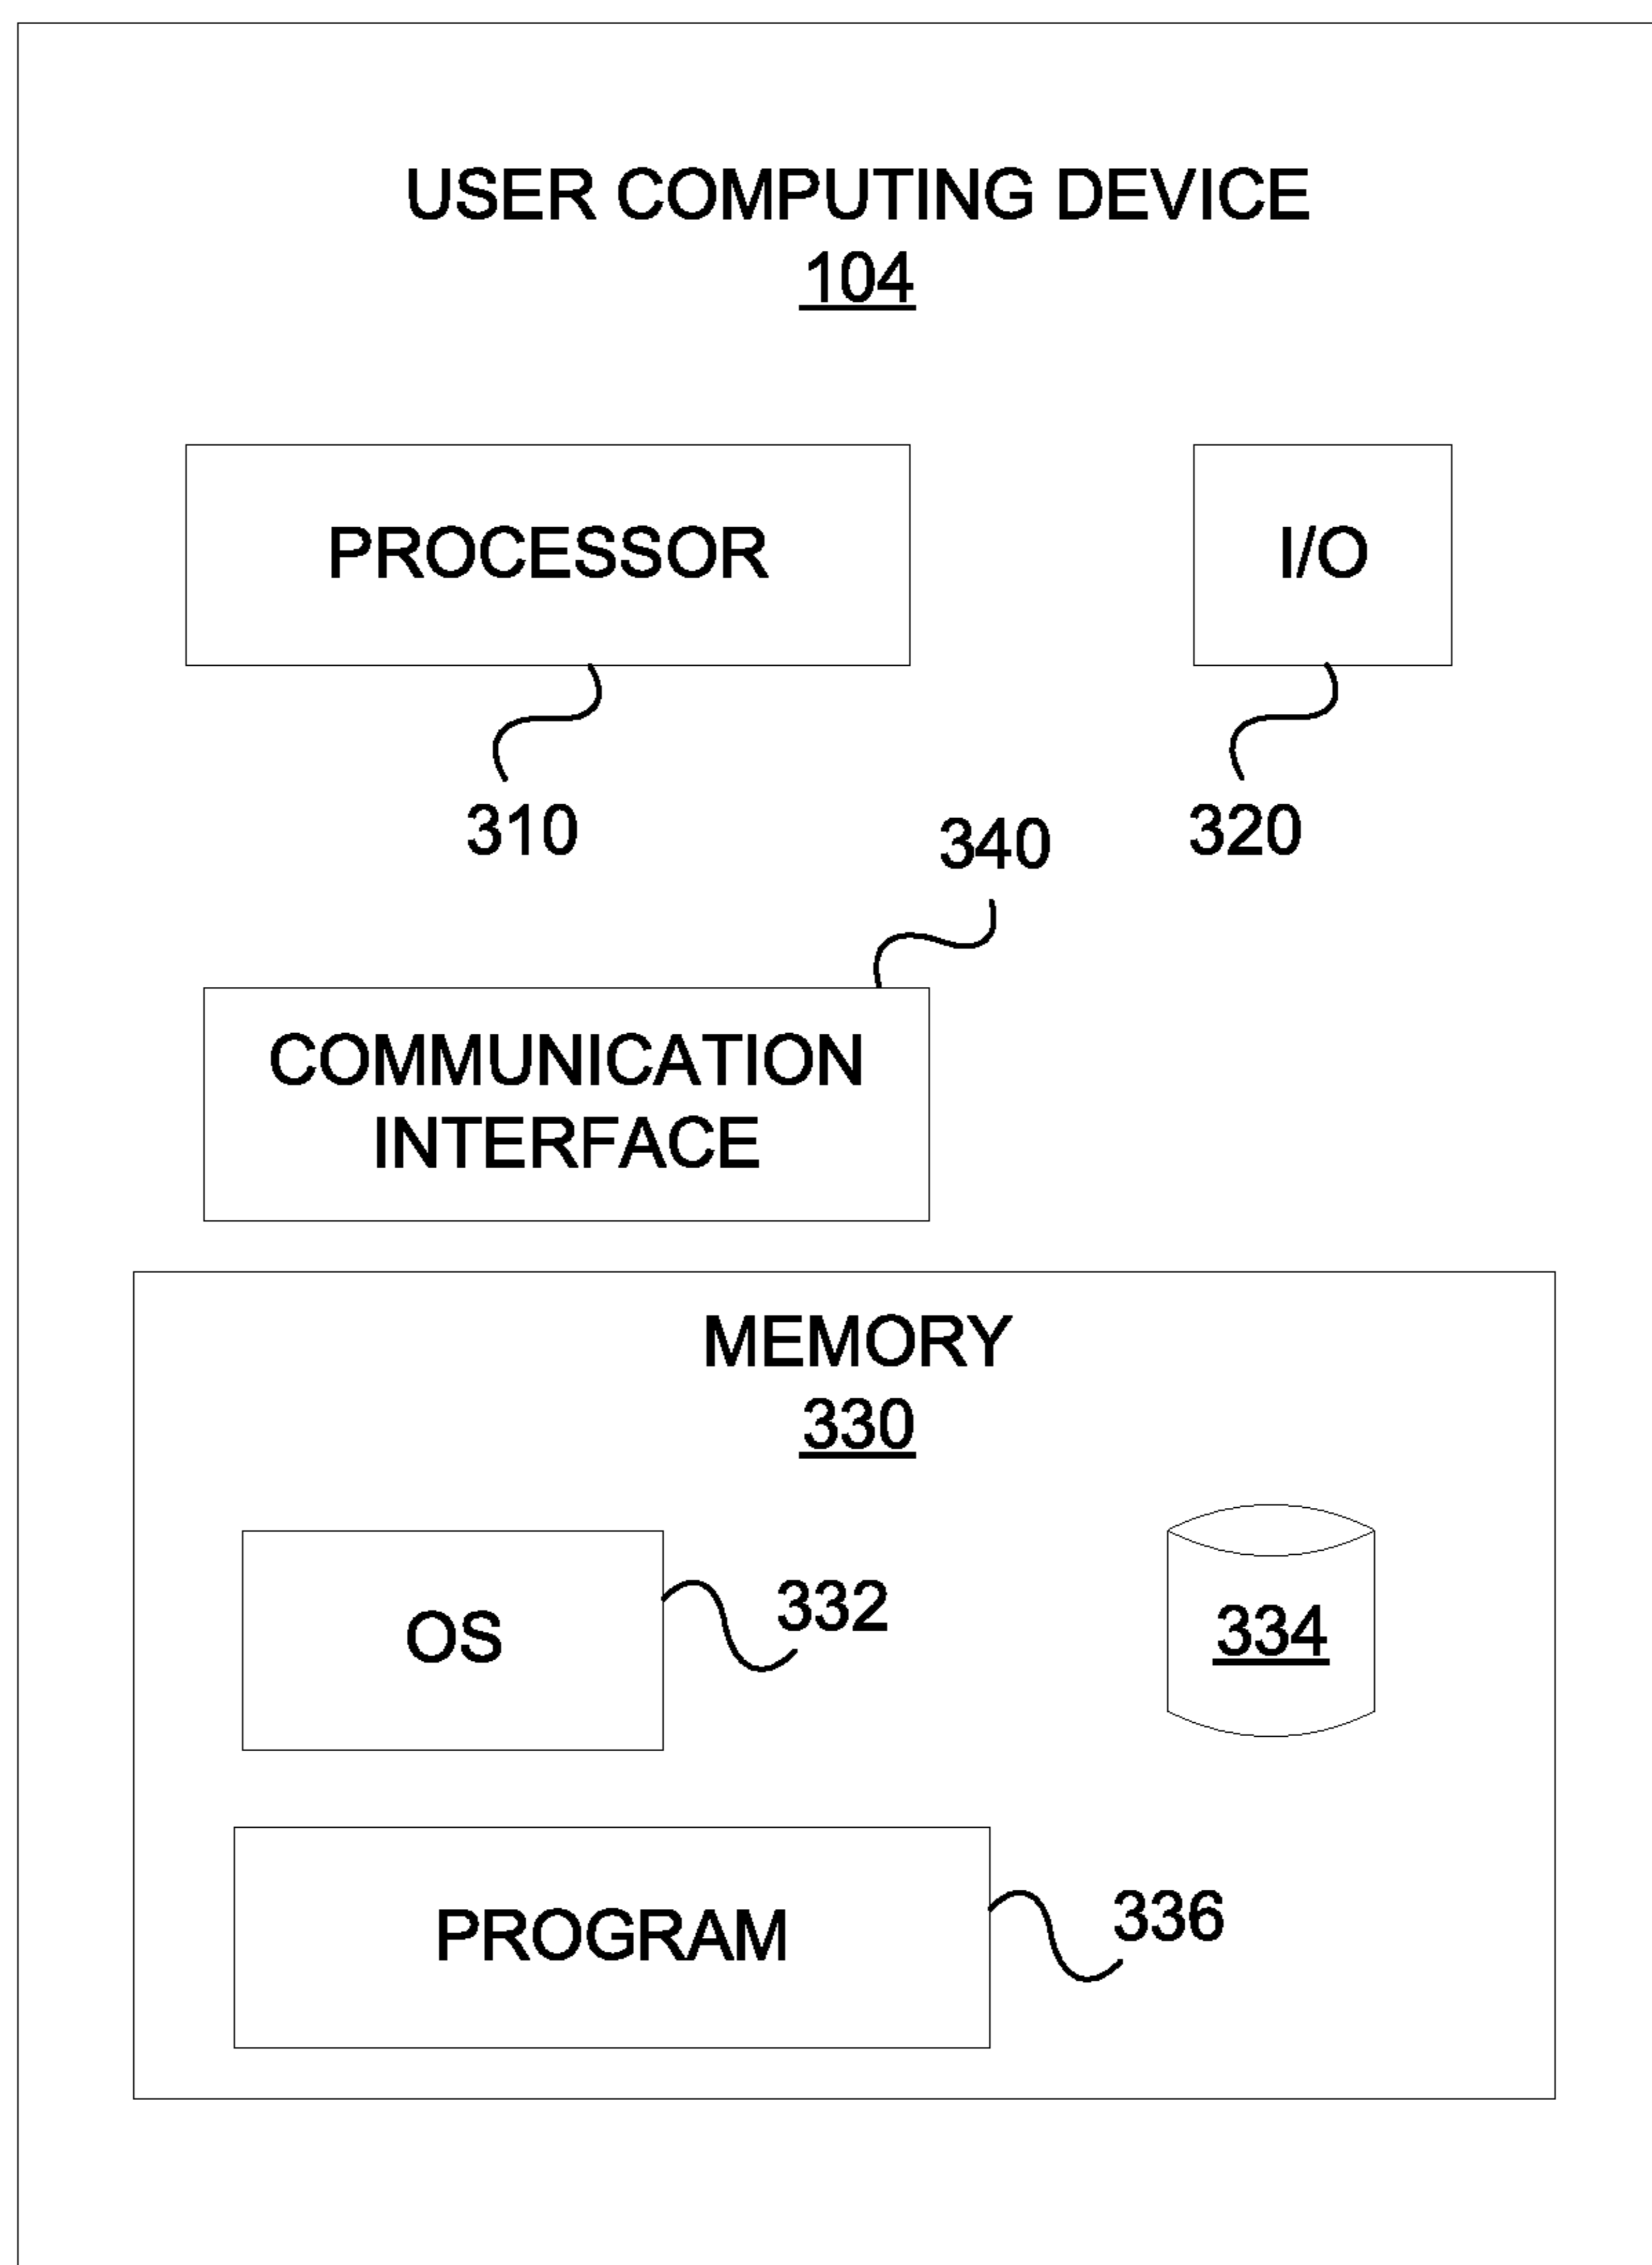 USER COMPUTING DEVICE
104
PROCESSOR
I/O
310
340
320
COMMUNICATION
INTERFACE
MEMORY
330
OS
332
334
PROGRAM
336